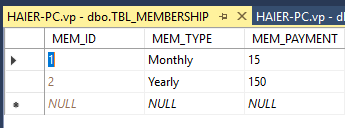 HAIER-PC.vp - dbo.TBL_MEMBERSHIP HAIER-PC.vp - db
MEM_ID MEM_TYPE MEM_PAYMENT
1 Monthly 15
2 Yearly 150
NULL NULL NULL